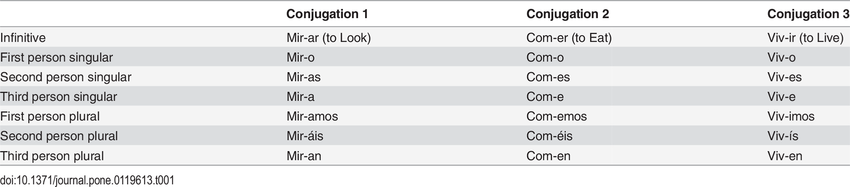 Conjugation 1 Conjugation 2 Conjugation 3
Infinitive Mir-ar (to Look) Com-er (to Eat) Viv-ir (to Live)
First person singular Mir-o Com-o Viv-o
Second person singular Mir-as Com-es Viv-es
Third person singular Mir-a Com-e Viv-e
First person plural Mir-amos Com-emos Viv-imos
Second person plural Mir-áis Com-éis Viv-ís
Third person plural Mir-an Com-en Viv-en
doi:10.1371/journal.pone.0119613.t001